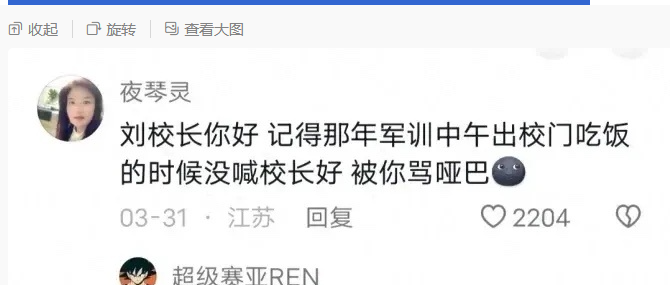 收起 旋转 查看大图
夜琴灵
刘校长你好 记得那年军训中午出校门吃饭
的时候没喊校长好 被你骂哑巴🌚
03-31 · 江苏 回复 2204
超级赛亚REN